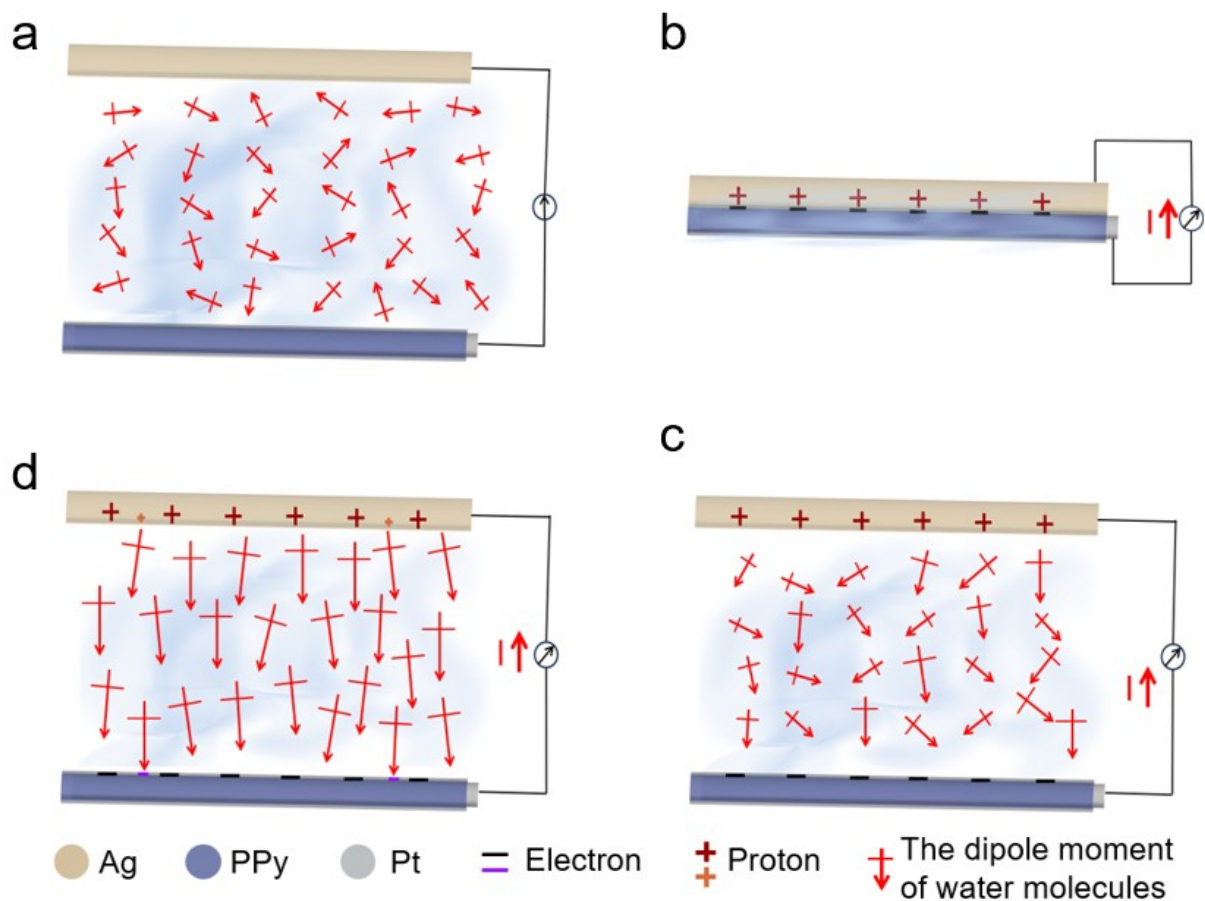 a
b
I
d
c
I
I
Ag
PPy
Pt
Electron
Proton
The dipole moment
of water molecules